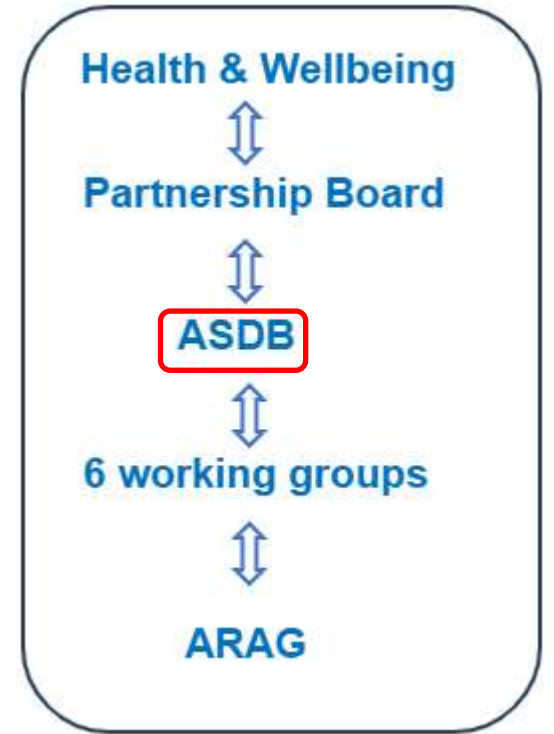 Health & Wellbeing
Partnership Board
ASDB
6 working groups
ARAG